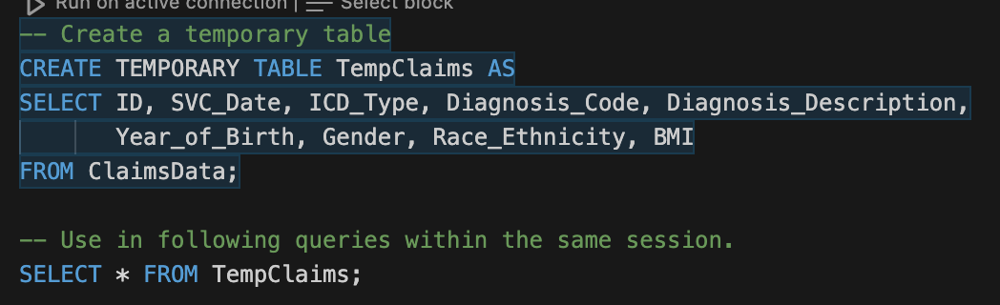 Run on active connection | Select block
-- Create a temporary table
CREATE TEMPORARY TABLE TempClaims AS
SELECT ID, SVC_Date, ICD_Type, Diagnosis_Code, Diagnosis_Description,
Year_of_Birth, Gender, Race_Ethnicity, BMI
FROM ClaimsData;
-- Use in following queries within the same session.
SELECT * FROM TempClaims;